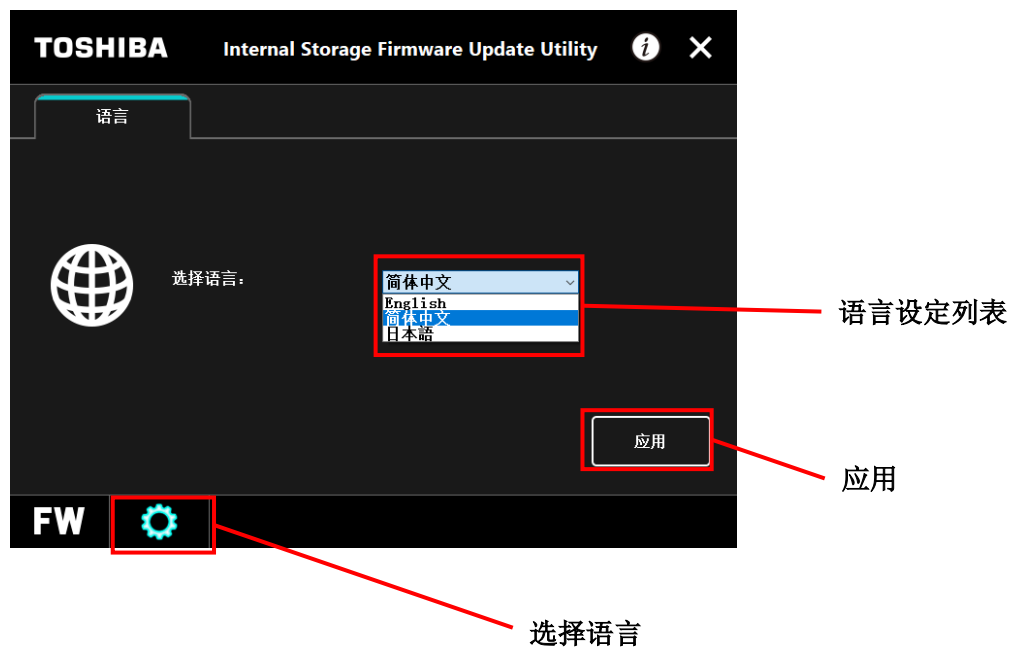 TOSHIBA
Internal Storage Firmware Update Utility
i
语言
选择语言：
简体中文
English
简体中文
日本語
语言设定列表
应用
应用
FW
选择语言